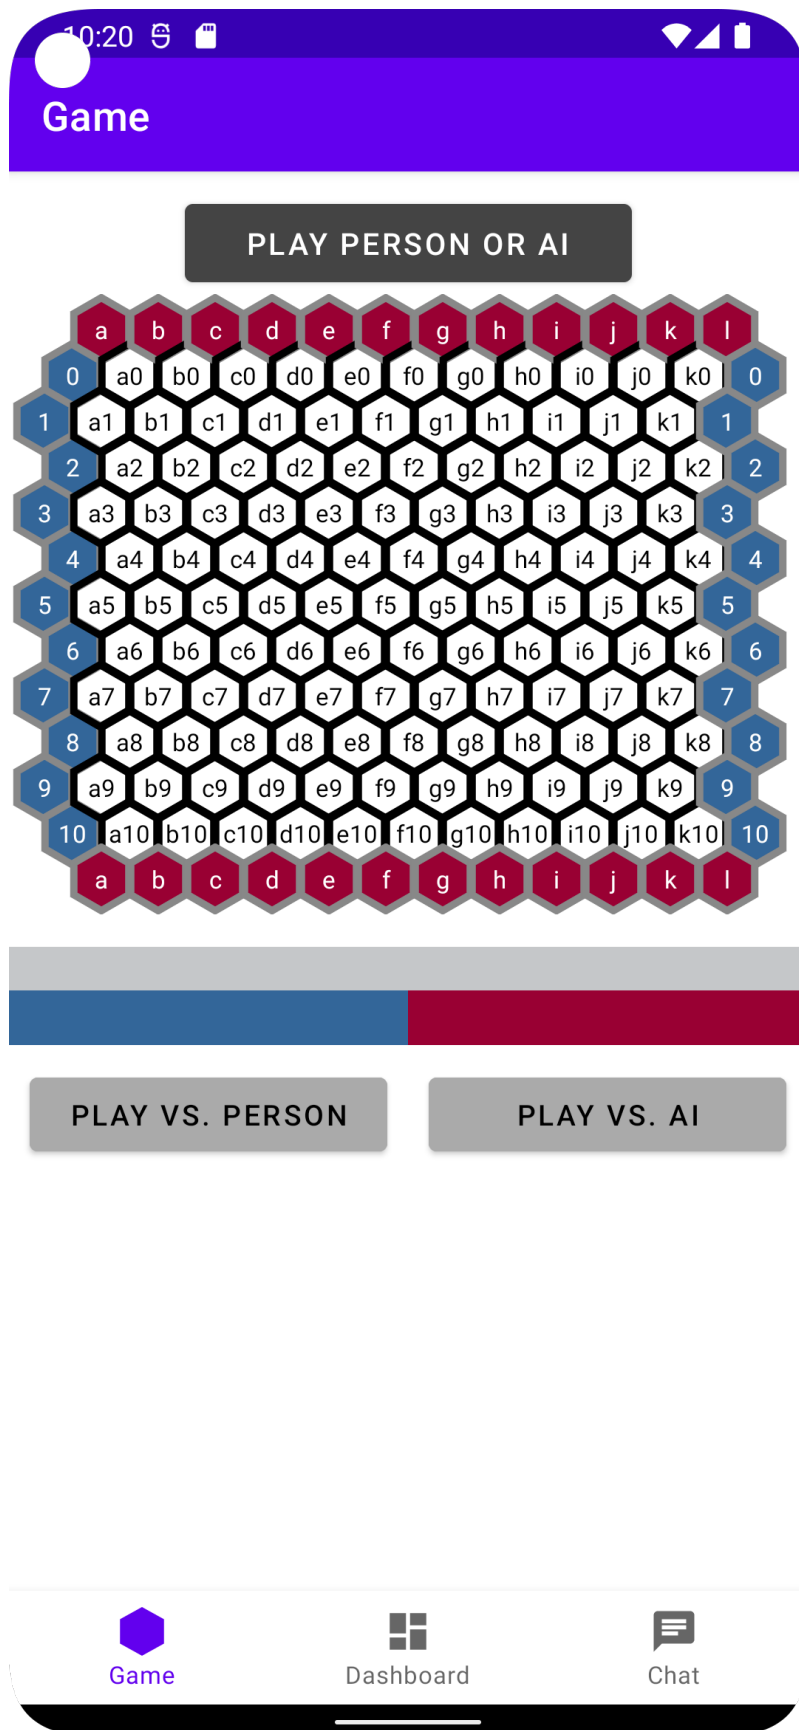 10:20
Game
PLAY PERSON OR AI
a b c d e f g h i j k l
0 a0 b0 c0 d0 e0 f0 g0 h0 i0 j0 k0 0
1 a1 b1 c1 d1 e1 f1 g1 h1 i1 j1 k1 1
2 a2 b2 c2 d2 e2 f2 g2 h2 i2 j2 k2 2
3 a3 b3 c3 d3 e3 f3 g3 h3 i3 j3 k3 3
4 a4 b4 c4 d4 e4 f4 g4 h4 i4 j4 k4 4
5 a5 b5 c5 d5 e5 f5 g5 h5 i5 j5 k5 5
6 a6 b6 c6 d6 e6 f6 g6 h6 i6 j6 k6 6
7 a7 b7 c7 d7 e7 f7 g7 h7 i7 j7 k7 7
8 a8 b8 c8 d8 e8 f8 g8 h8 i8 j8 k8 8
9 a9 b9 c9 d9 e9 f9 g9 h9 i9 j9 k9 9
10 a10 b10 c10 d10 e10 f10 g10 h10 i10 j10 k10 10
a b c d e f g h i j k l
PLAY VS. PERSON PLAY VS. AI
Game Dashboard Chat